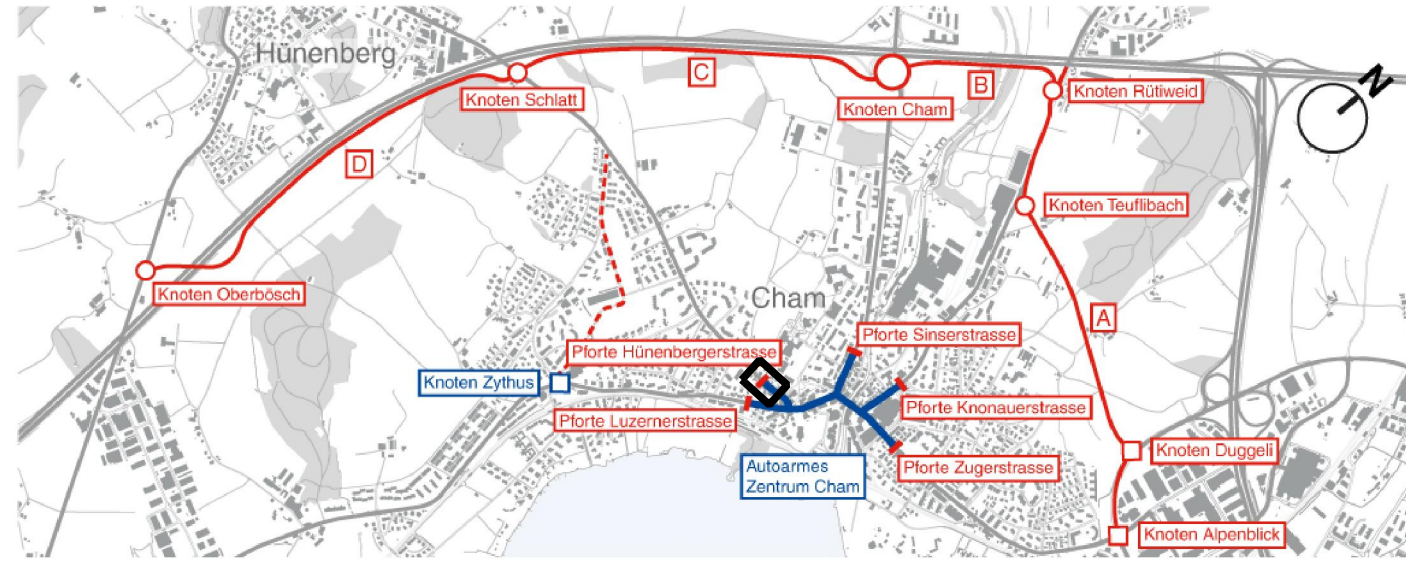 Hünenberg
C
B
Knoten Schlatt
Knoten Cham
Knoten Rütiweid
N
D
Knoten Teuflibach
Knoten Oberbösch
Cham
A
Pforte Sinserstrasse
Pforte Hünenbergerstrasse
Knoten Zythus
Pforte Knonauerstrasse
Pforte Luzernerstrasse
Knoten Duggeli
Pforte Zugerstrasse
Autoarmes
Zentrum Cham
Knoten Alpenblick